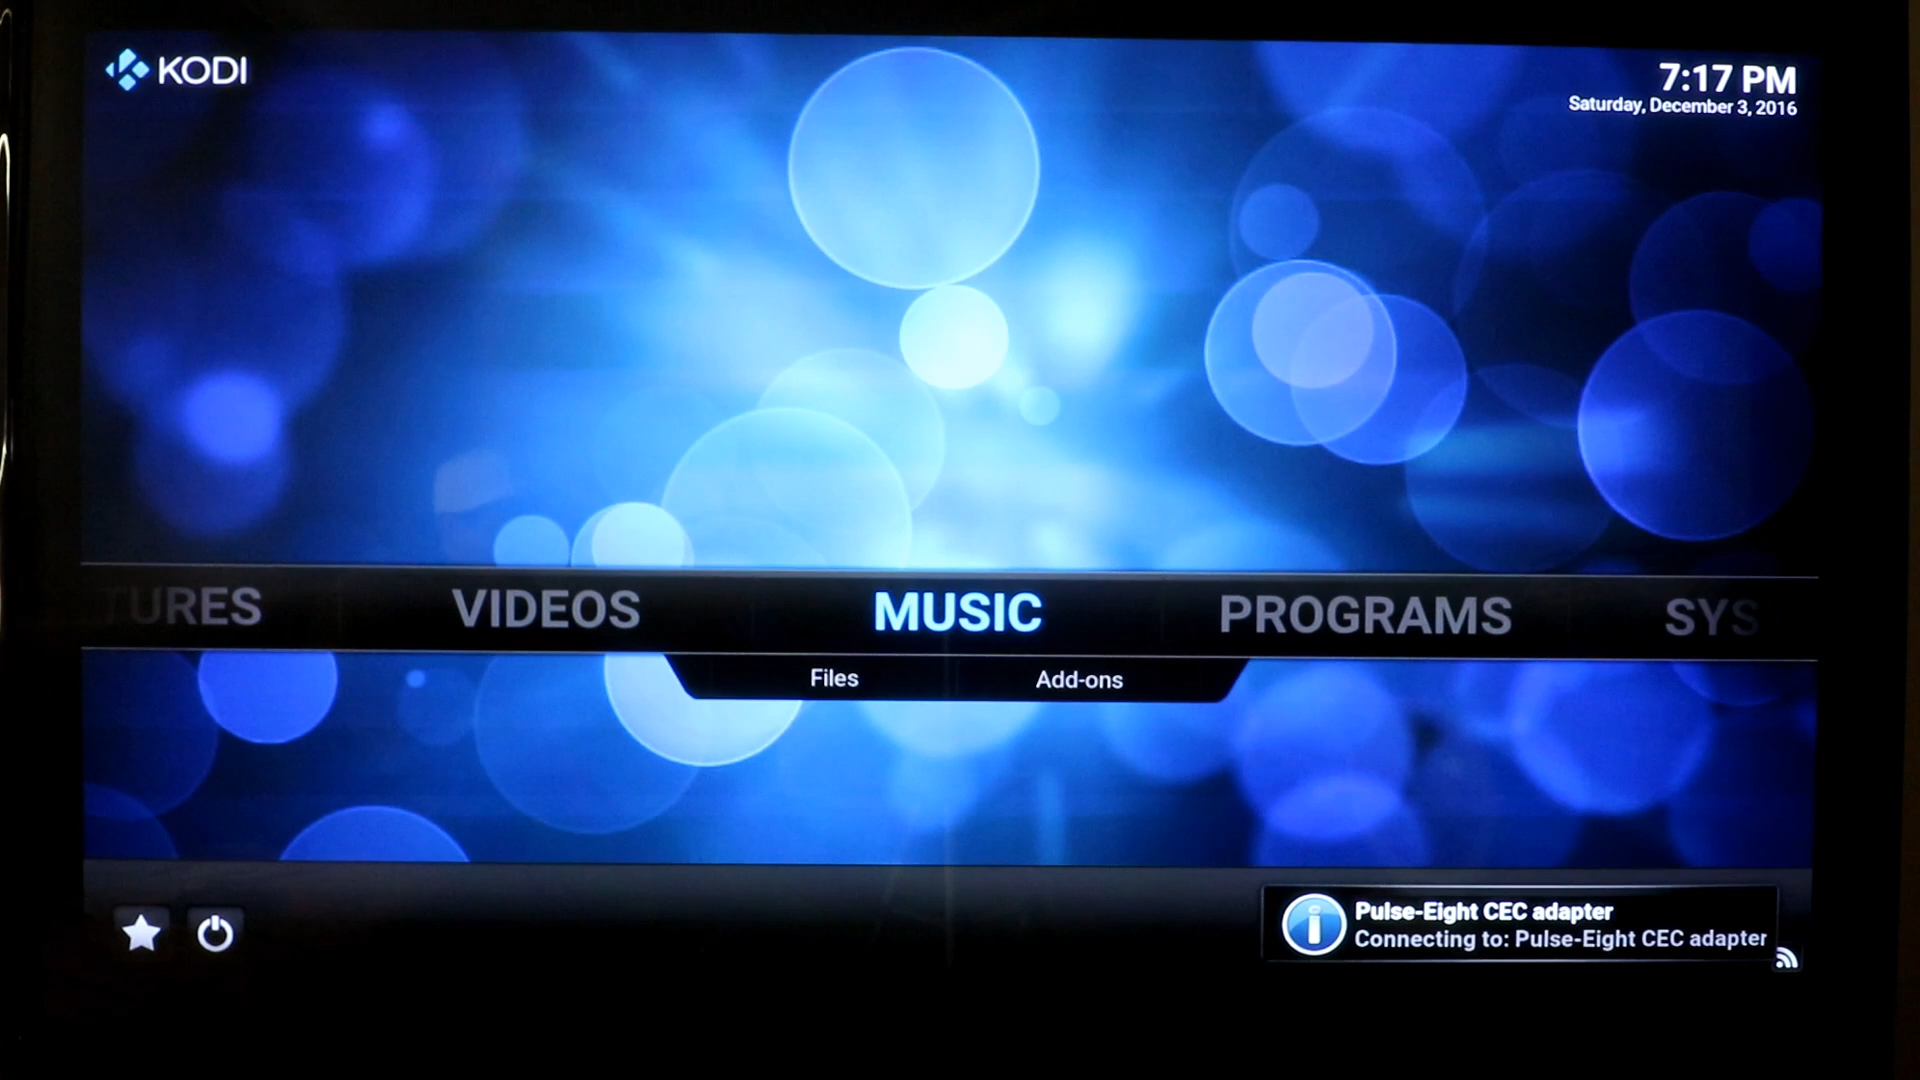 KODI
7:17 PM
Saturday, December 3, 2016
TURES VIDEOS MUSIC PROGRAMS SYS
Files Add-ons
Pulse-Eight CEC adapter
Connecting to: Pulse-Eight CEC adapter